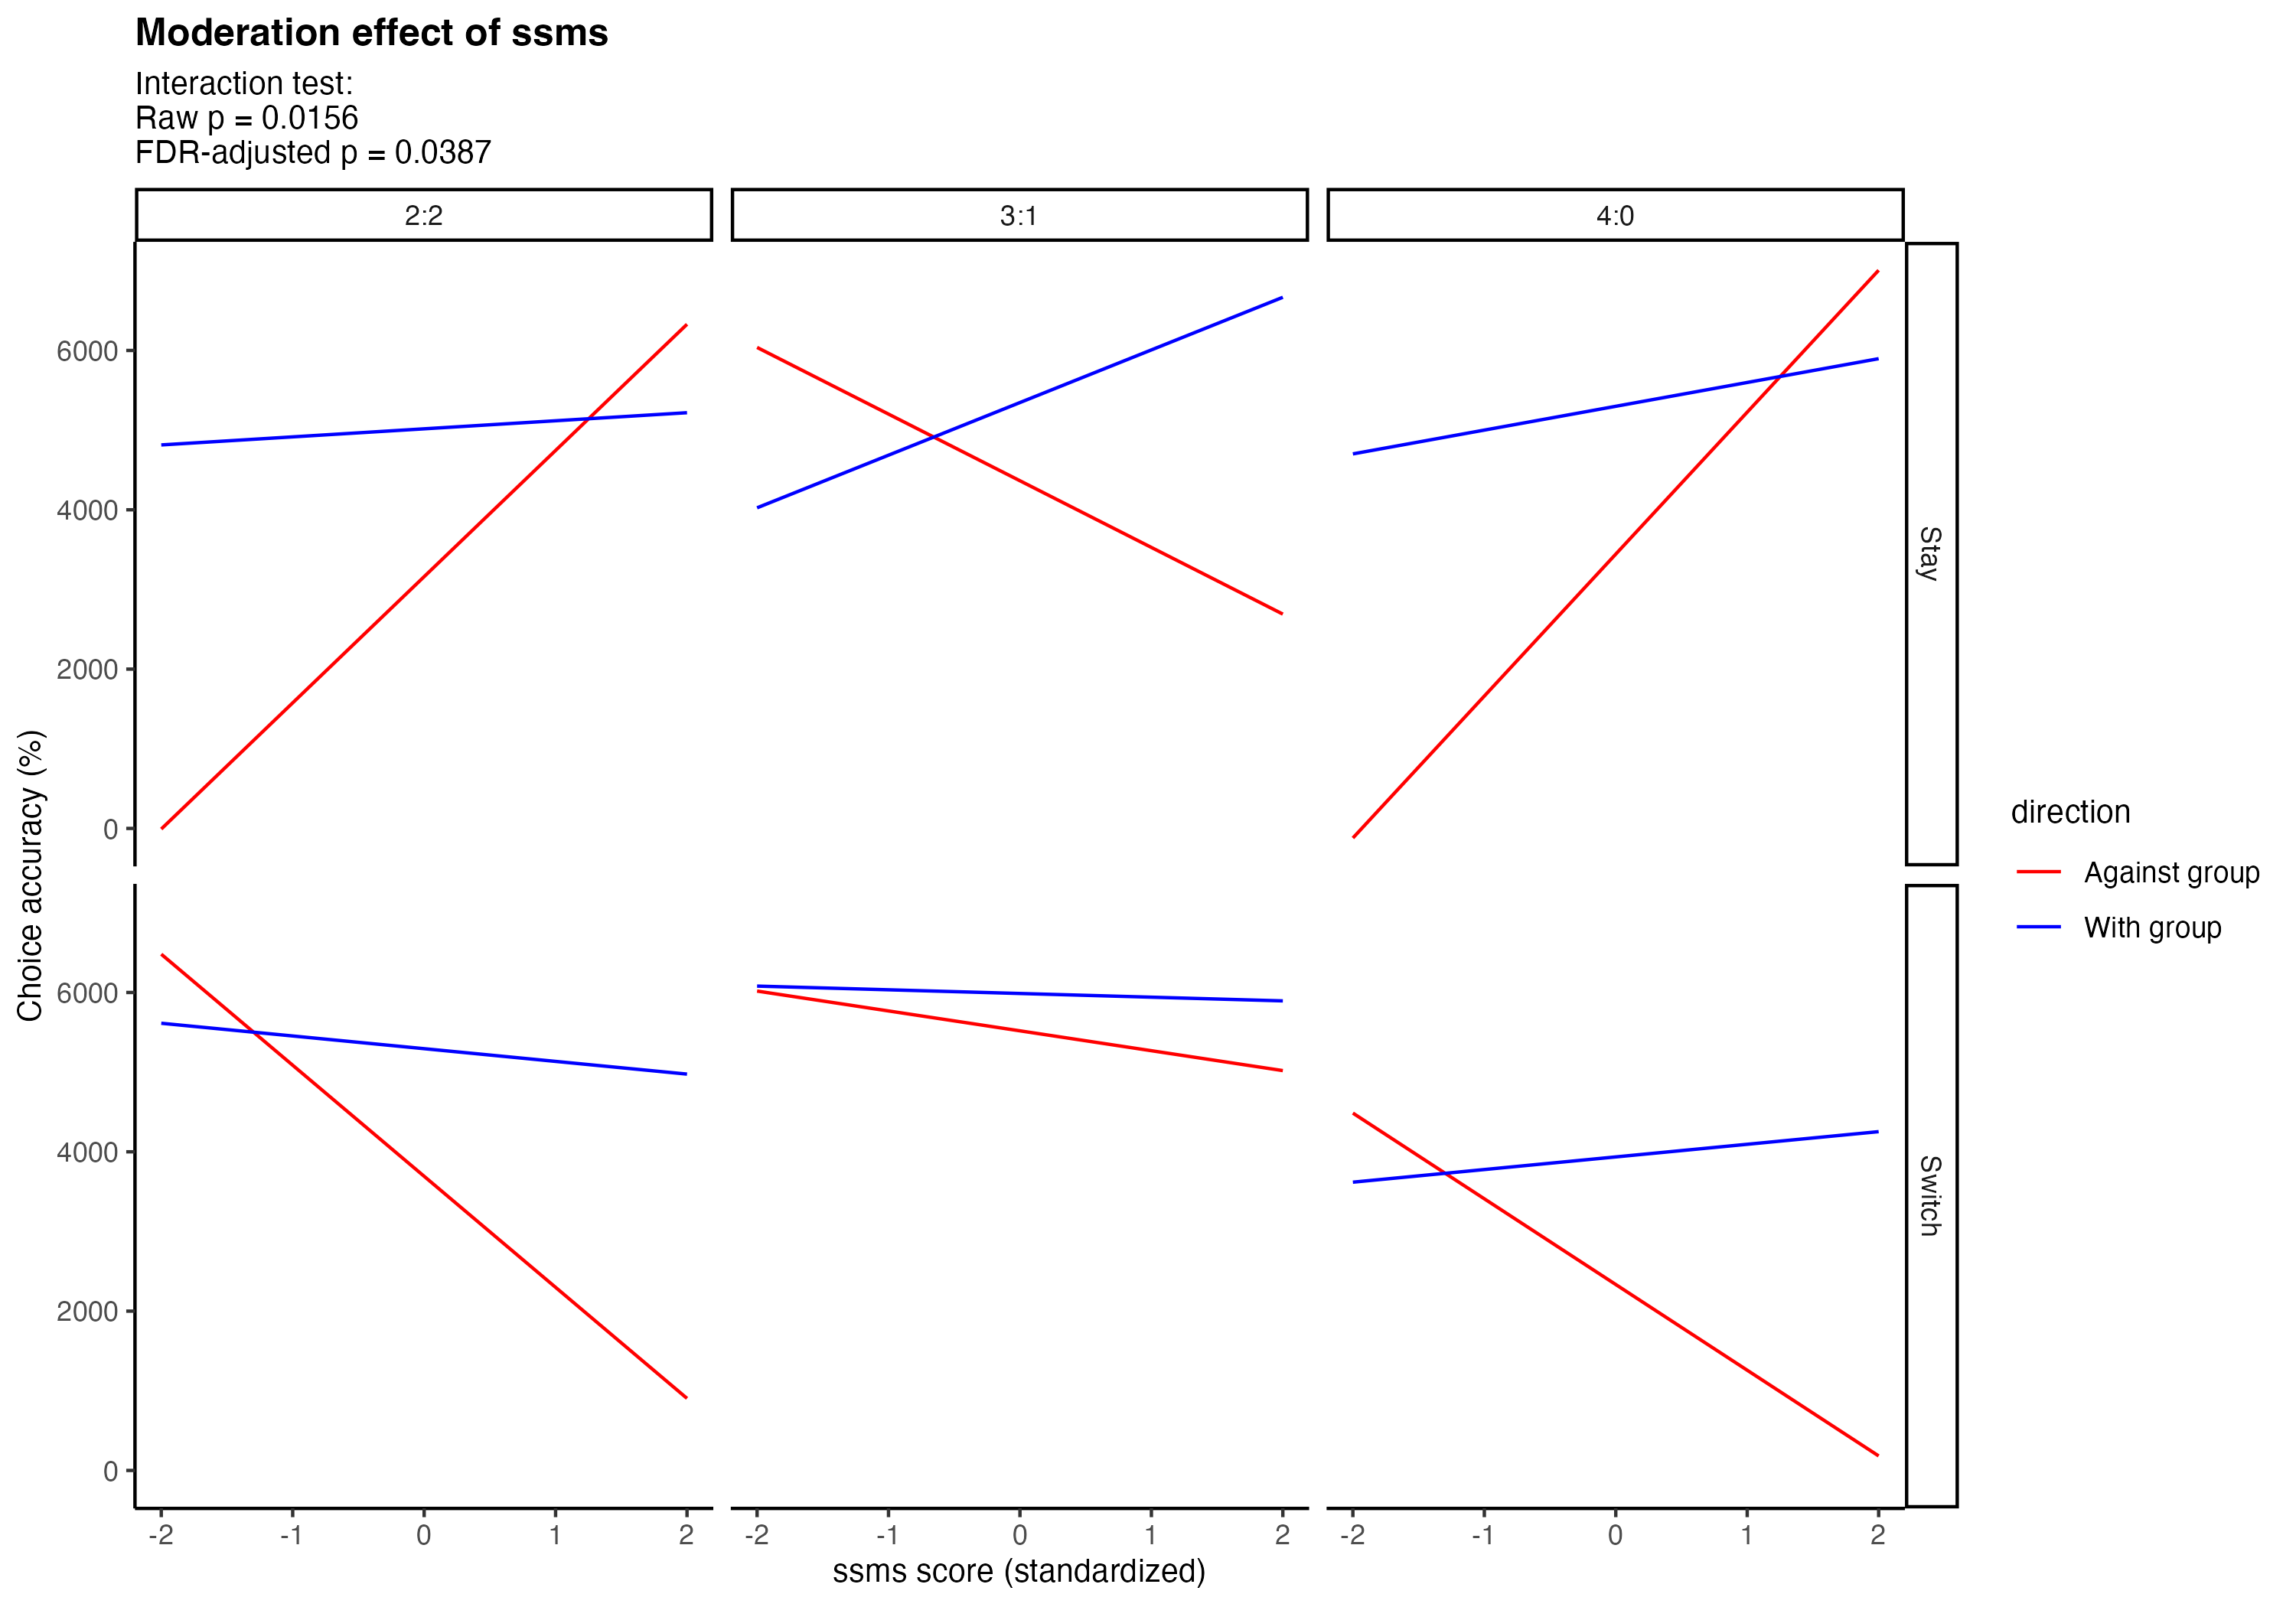 Moderation effect of ssms
Interaction test:
Raw p = 0.0156
FDR-adjusted p = 0.0387
2:2
3:1
4:0
6000
4000
2000
0
Stay
6000
4000
2000
0
Switch
Choice accuracy (%)
-2 -1 0 1 2
-2 -1 0 1 2
-2 -1 0 1 2
ssms score (standardized)
direction
Against group
With group